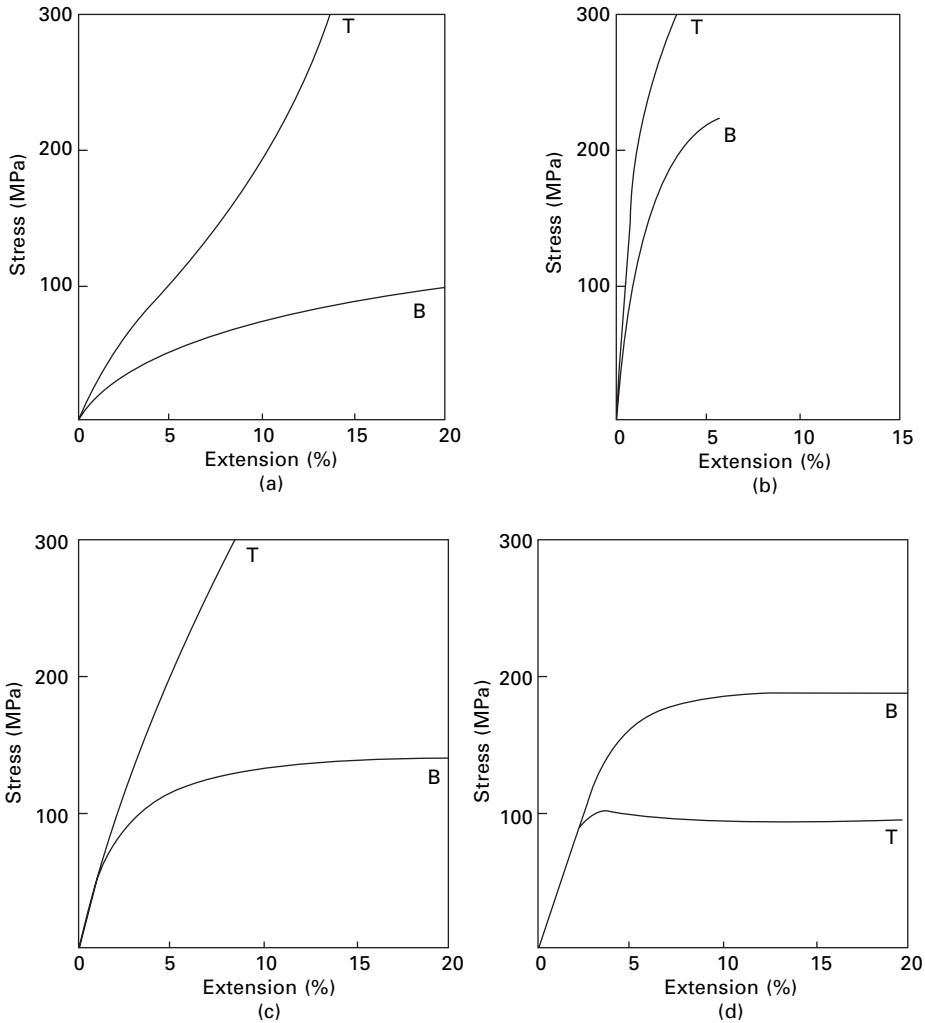 300
200
100
0
5
10
15
20
T
B
Stress (MPa)
Extension (%)
(a)
300
200
100
0
5
10
15
T
B
Stress (MPa)
Extension (%)
(b)
300
200
100
0
5
10
15
20
T
B
Stress (MPa)
Extension (%)
(c)
300
200
100
0
5
10
15
20
B
T
Stress (MPa)
Extension (%)
(d)